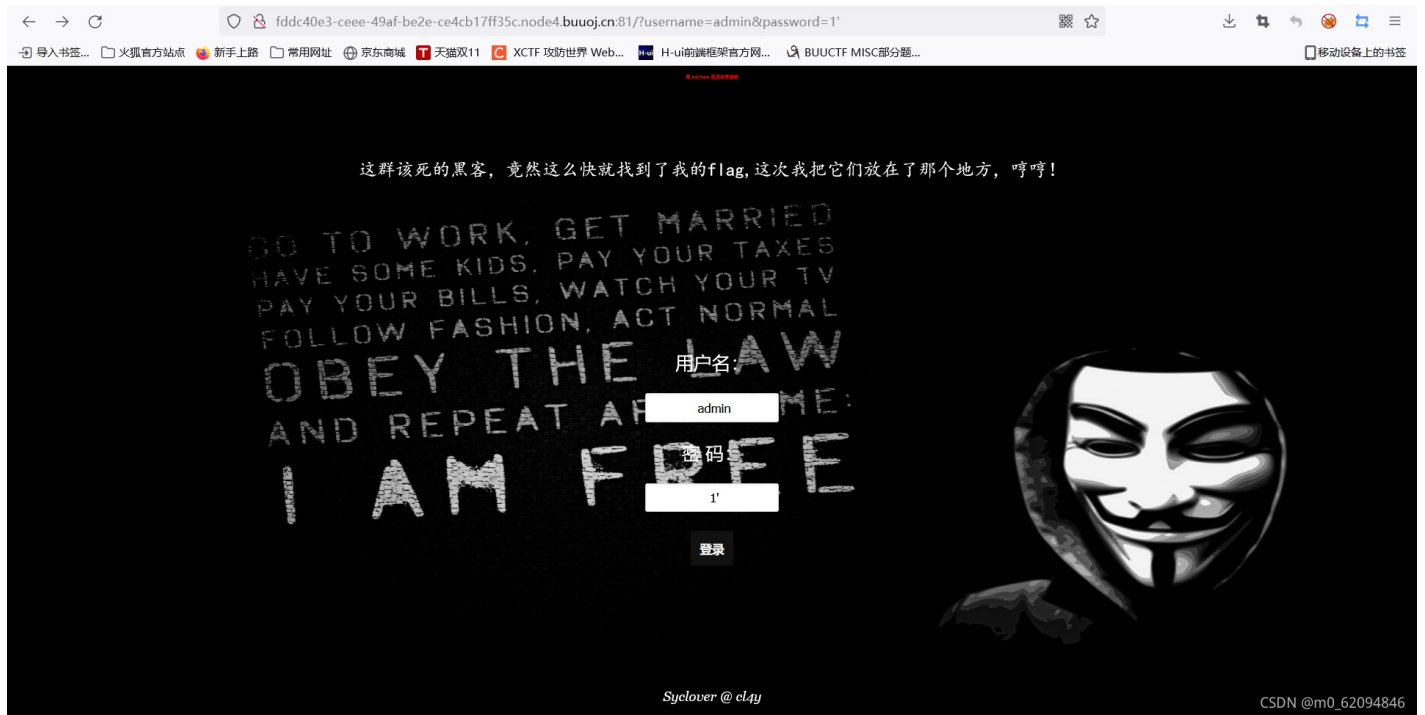 fddc40e3-ceee-49af-be2e-ce4cb17ff35c.node4.buuoj.cn:81/?username=admin&password=1'
导入书签... 火狐官方站点 新手上路 常用网址 京东商城 天猫双11 XCTF 攻防世界 Web... H-ui前端框架官方网... BUUCTF MISC部分题... 移动设备上的书签
这群该死的黑客，竟然这么快就找到了我的flag,这次我把它们放在了那个地方，哼哼！
GO TO WORK, GET MARRIED
HAVE SOME KIDS, PAY YOUR TAXES
PAY YOUR BILLS, WATCH YOUR TV
FOLLOW FASHION, ACT NORMAL
OBEY THE LAW
用户名：
admin
AND REPEAT AF ME:
密 码：
I AM FREE
1'
登录
Syclover @ cl4y
CSDN @m0_62094846